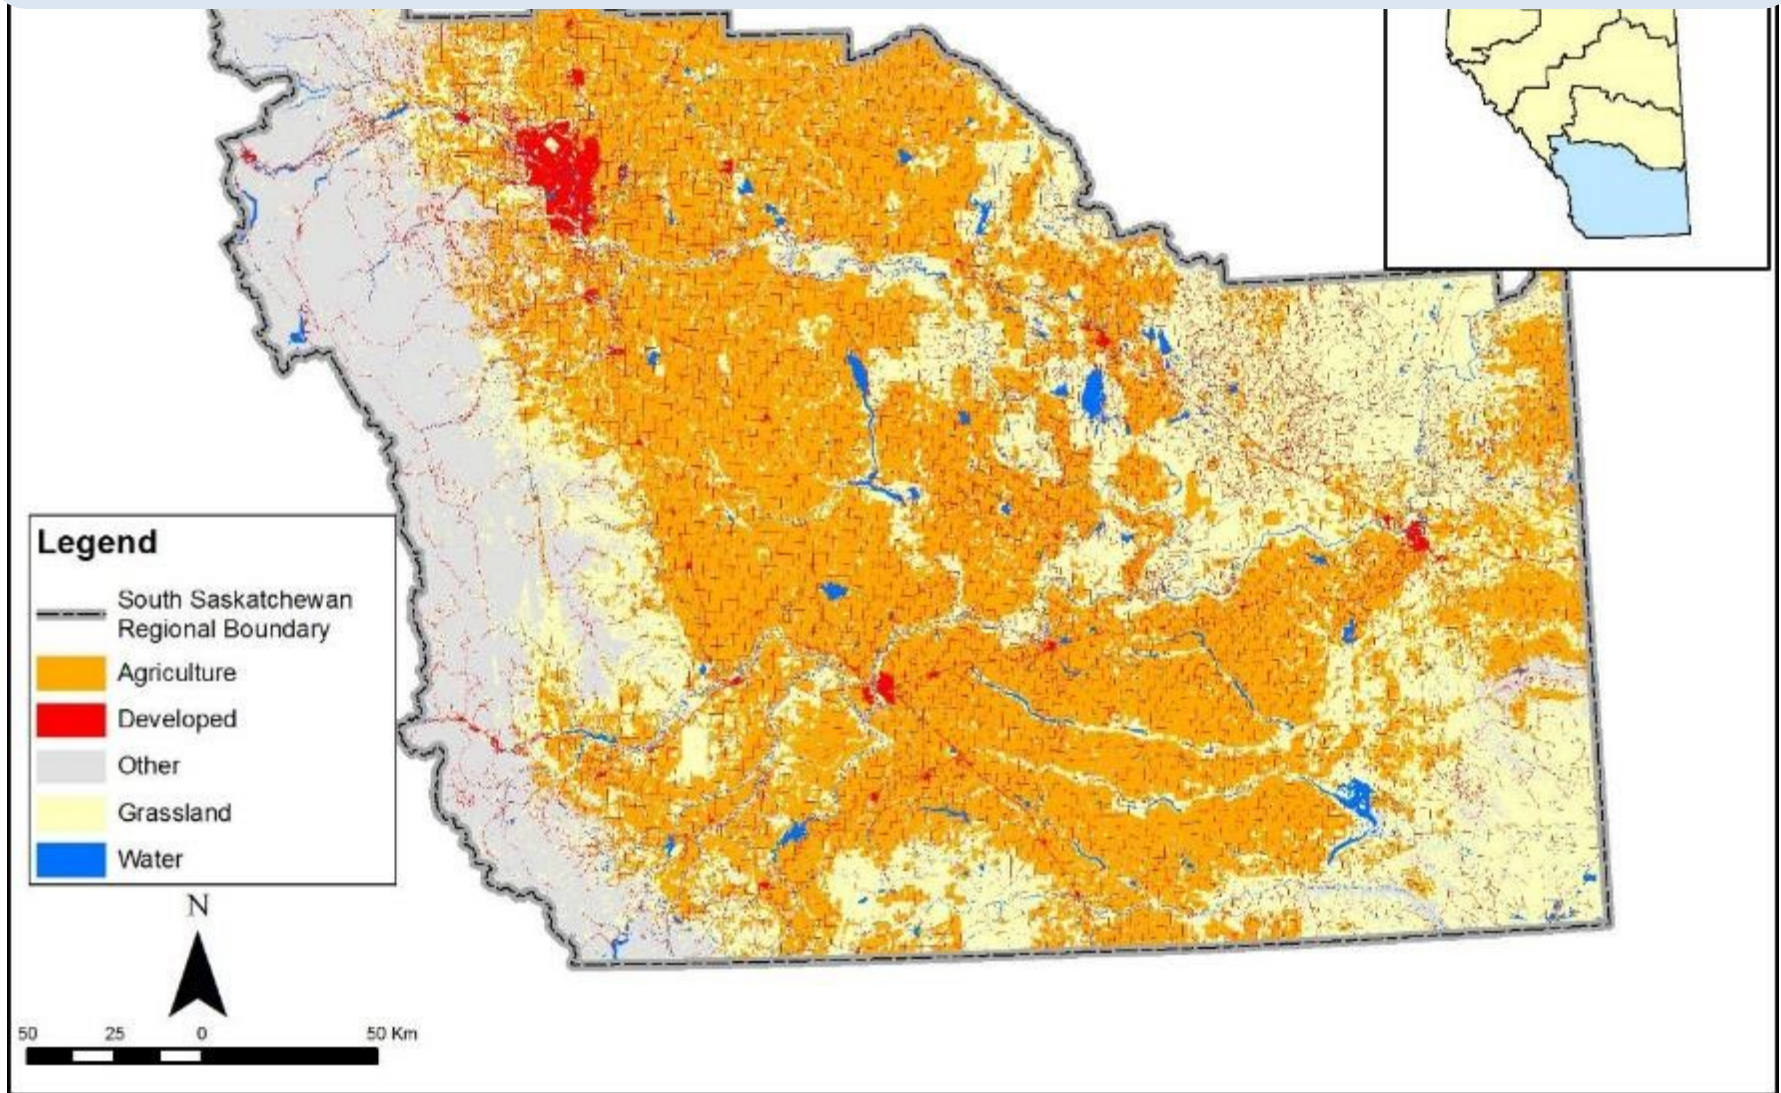 Legend
South Saskatchewan
Regional Boundary
Agriculture
Developed
Other
Grassland
Water
N
50 25 0 50 Km